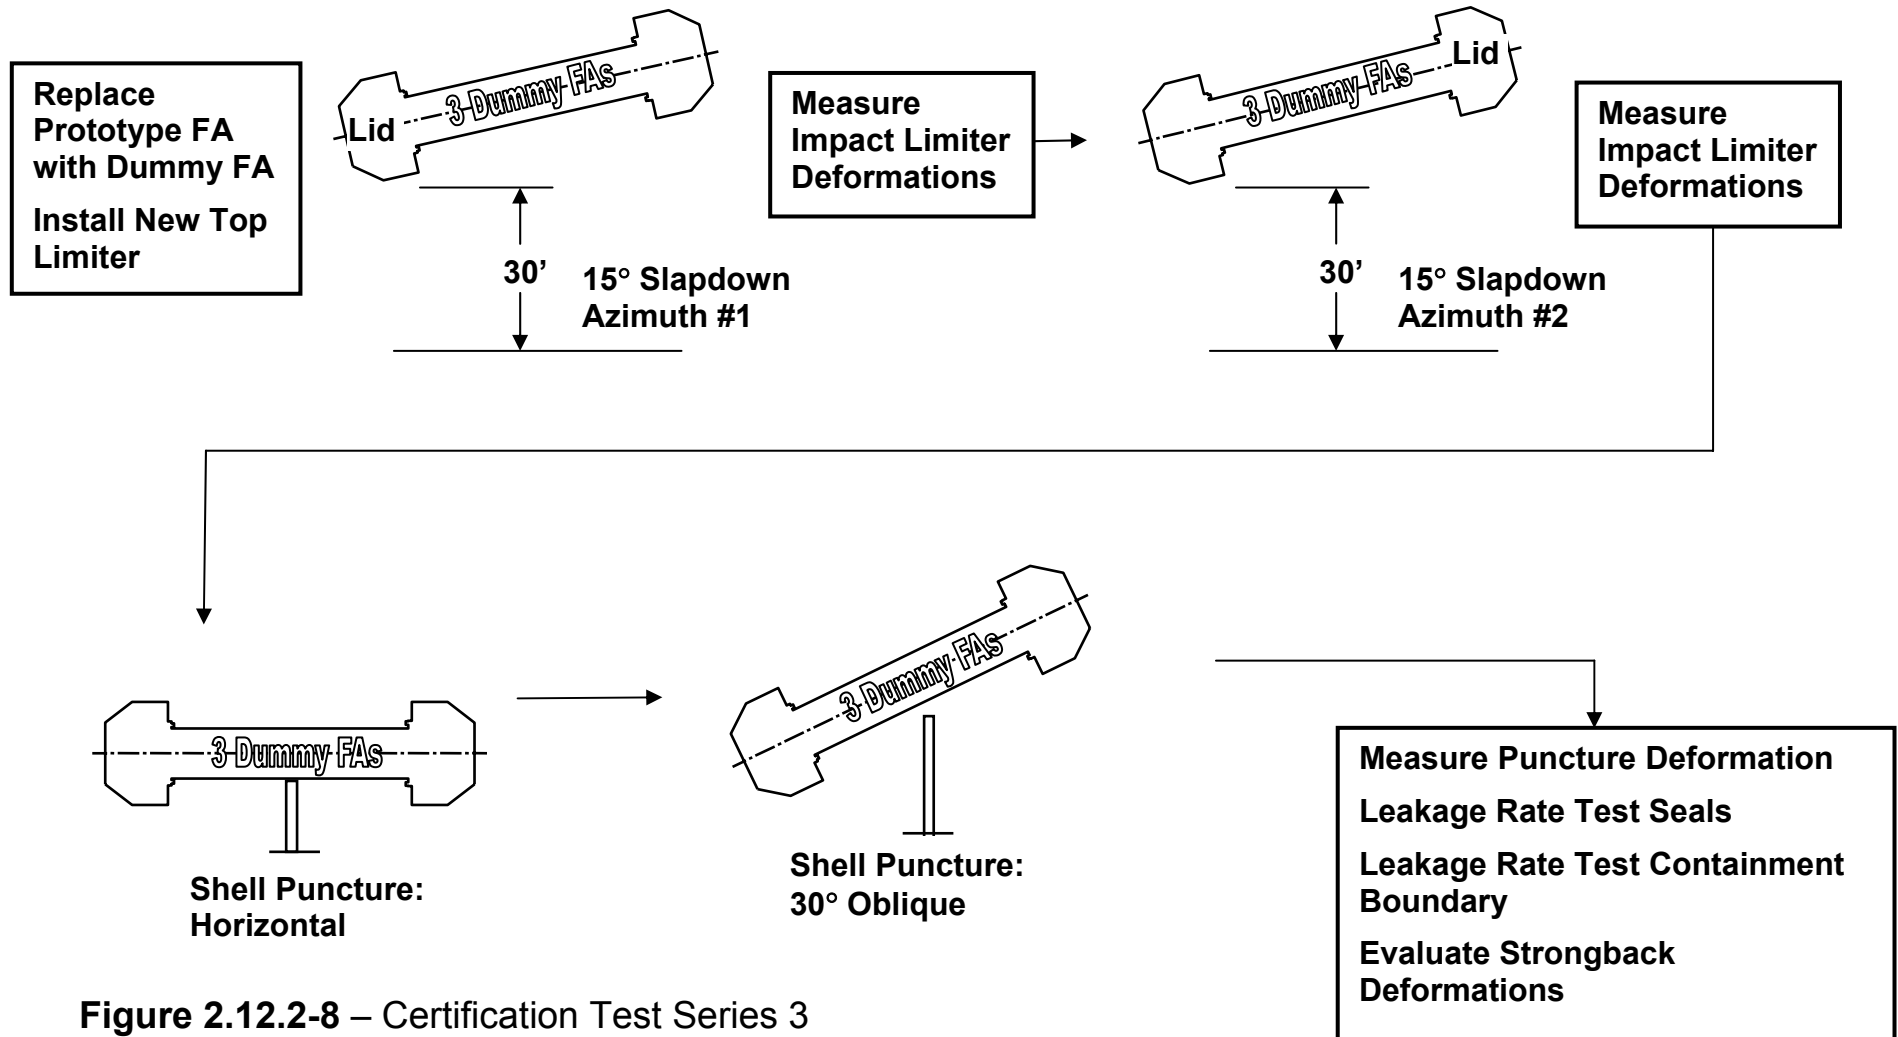 Replace
Prototype FA
with Dummy FA
Install New Top
Limiter
Lid
3 Dummy FAs
30’
15° Slapdown
Azimuth #1
Measure
Impact Limiter
Deformations
Lid
3 Dummy FAs
30’
15° Slapdown
Azimuth #2
Measure
Impact Limiter
Deformations
3 Dummy FAs
Shell Puncture:
Horizontal
3 Dummy FAs
Shell Puncture:
30° Oblique
Measure Puncture Deformation
Leakage Rate Test Seals
Leakage Rate Test Containment
Boundary
Evaluate Strongback
Deformations
Figure 2.12.2-8 – Certification Test Series 3